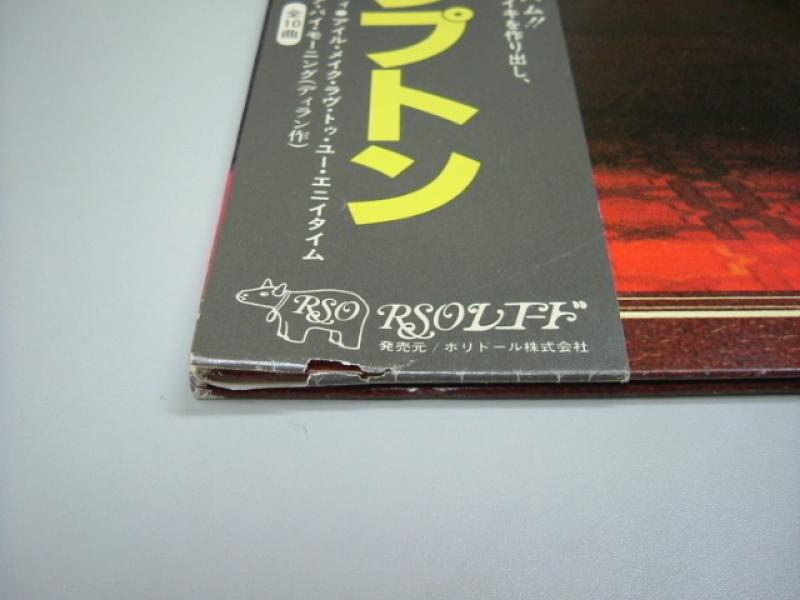 ム!!
イキを作り出し、
プトン
ィ●アイル・メイク・ラヴ・トゥ・ユー・エニイタイム
ア・バイ・モーニング(ディラン作)
全10曲
RSO
RSOレコード
発売元/ポリドール株式会社